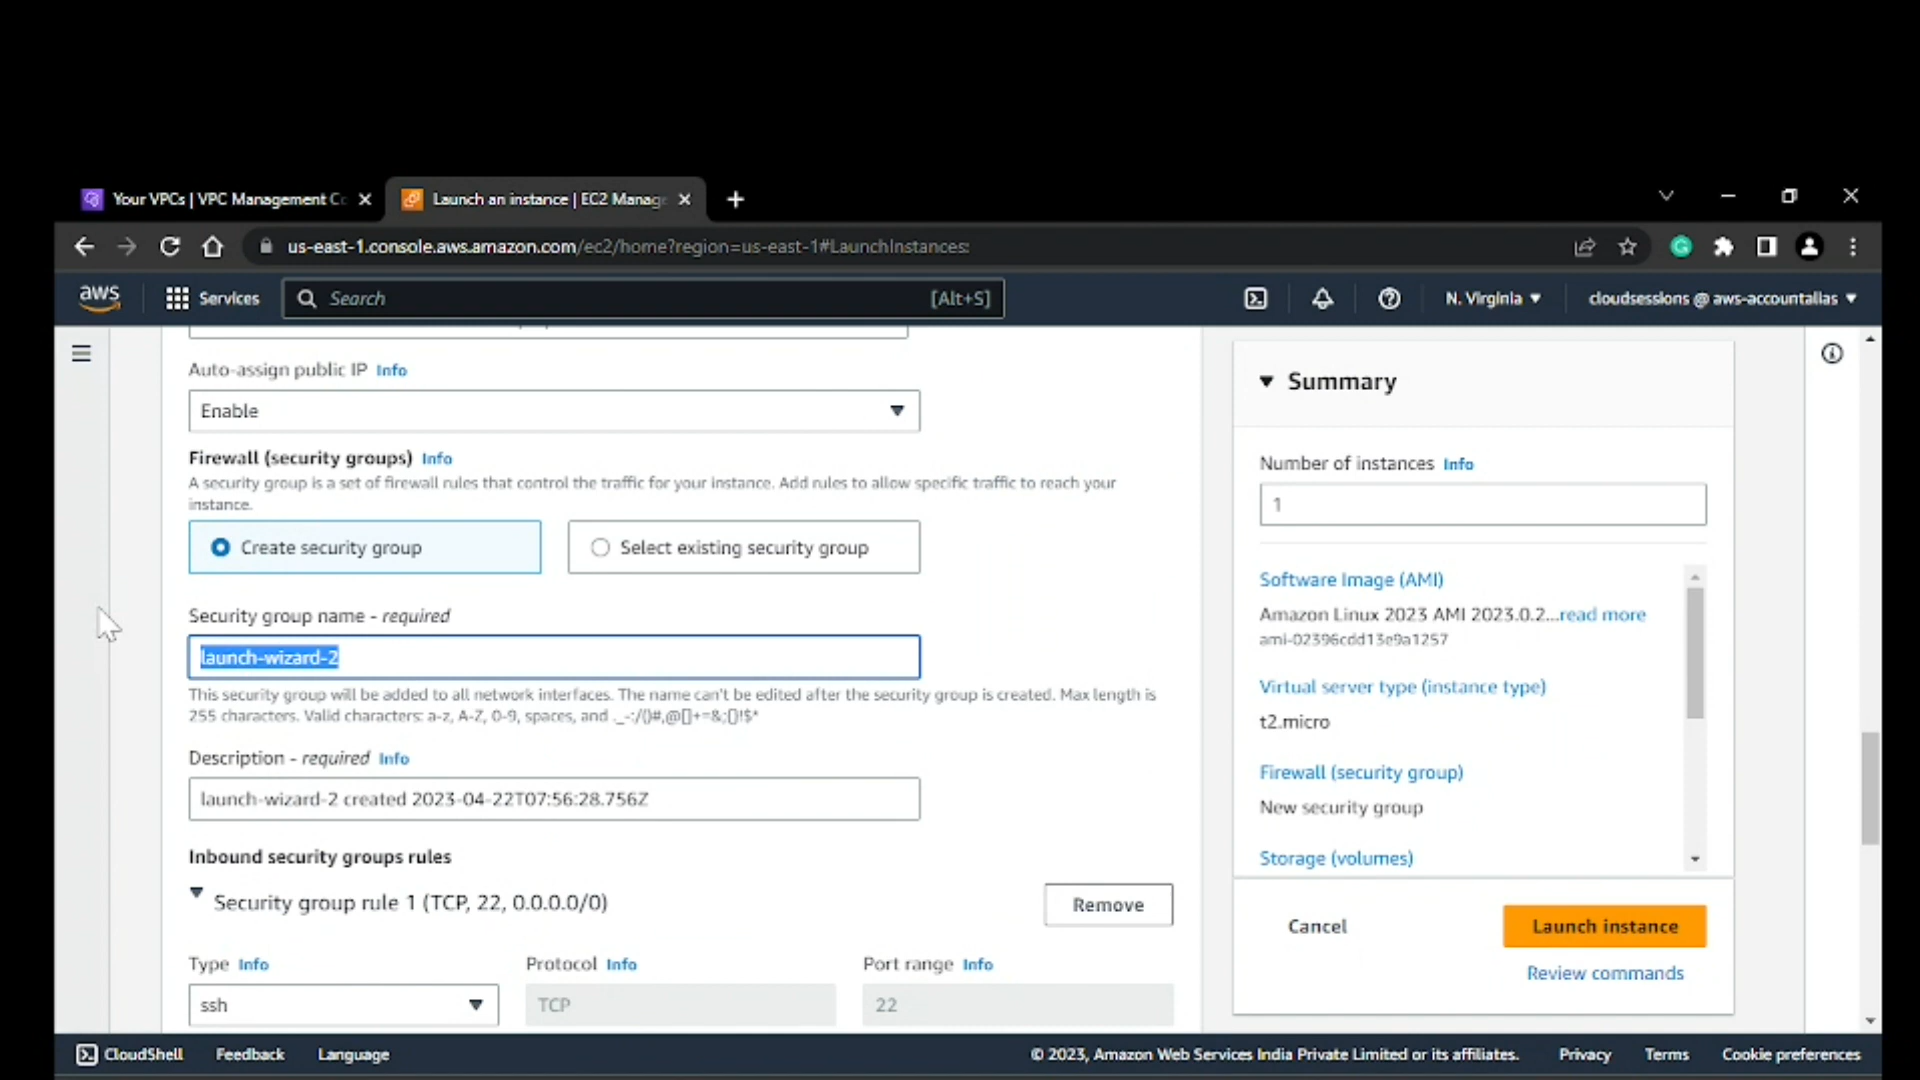 Your VPCs | VPC Management Co
Launch an instance | EC2 Manag
us-east-1.console.aws.amazon.com/ec2/home?region=us-east-1#LaunchInstances:
aws
Services
Search
[Alt+S]
N. Virginia
cloudsessions @ aws-accountallas
Auto-assign public IP Info
Enable
Firewall (security groups) Info
A security group is a set of firewall rules that control the traffic for your instance. Add rules to allow specific traffic to reach your
instance.
Create security group
Select existing security group
Security group name - required
launch-wizard-2
This security group will be added to all network interfaces. The name can't be edited after the security group is created. Max length is
255 characters. Valid characters: a-z, A-Z, 0-9, spaces, and ._-:/()#,@[]+=&;{}!$*
Description - required Info
launch-wizard-2 created 2023-04-22T07:56:28.756Z
Inbound security groups rules
Security group rule 1 (TCP, 22, 0.0.0.0/0)
Remove
Type Info
Protocol Info
Port range Info
ssh
TCP
22
Summary
Number of instances Info
1
Software Image (AMI)
Amazon Linux 2023 AMI 2023.0.2...read more
ami-02396cdd13e9a1257
Virtual server type (instance type)
t2.micro
Firewall (security group)
New security group
Storage (volumes)
Cancel
Launch instance
Review commands
CloudShell
Feedback
Language
© 2023, Amazon Web Services India Private Limited or its affiliates.
Privacy
Terms
Cookie preferences